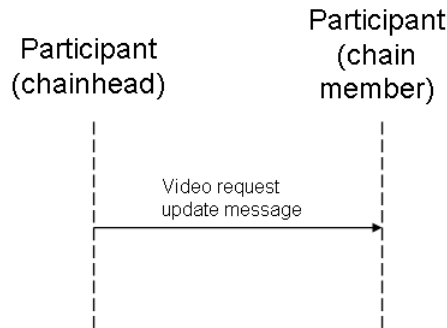 Participant
(chainhead)
Participant
(chain
member)
Video request
update message